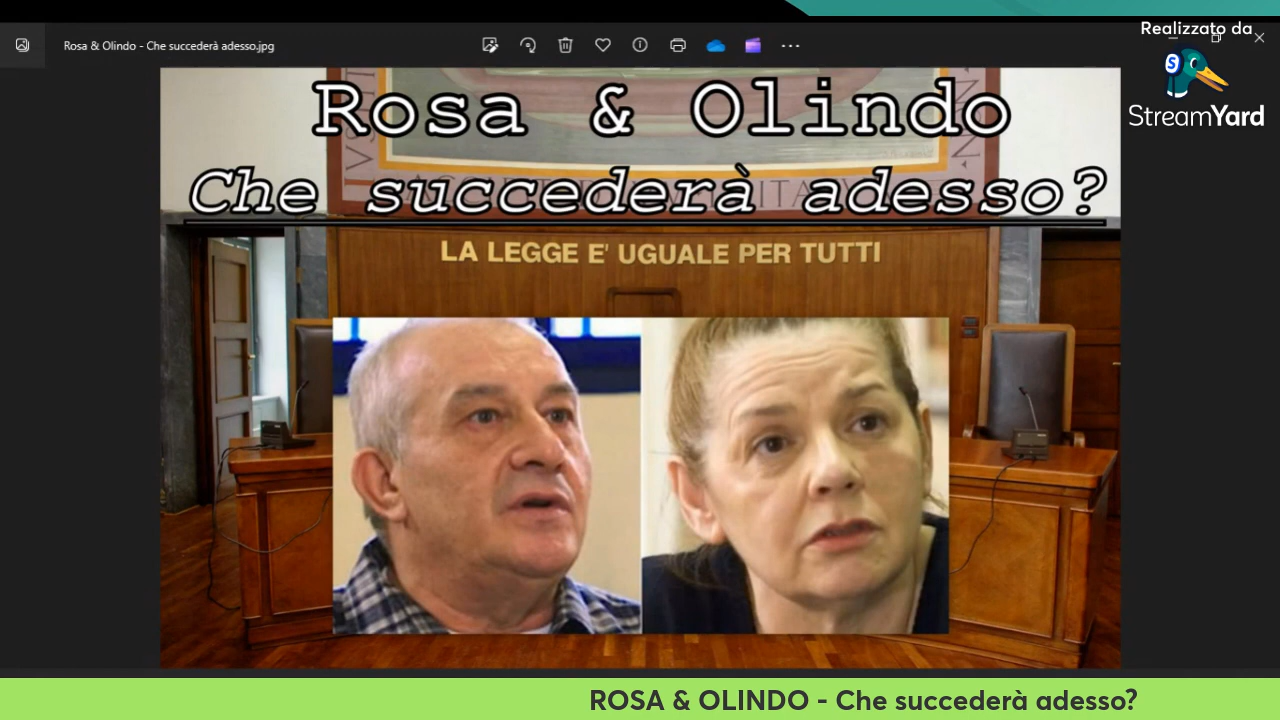 Realizzato da
Rosa & Olindo - Che succederà adesso.jpg
S
StreamYard
Rosa & Olindo
Che succederà adesso?
LA LEGGE E' UGUALE PER TUTTI
ROSA & OLINDO - Che succederà adesso?